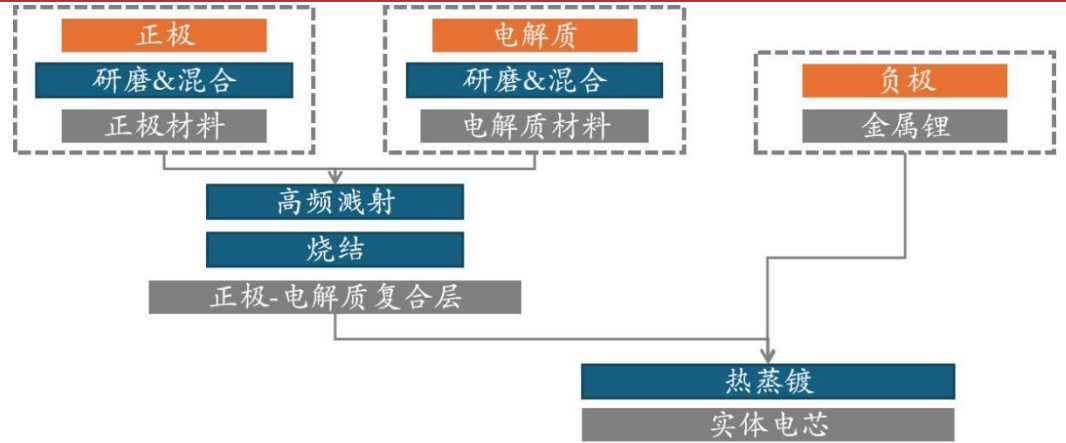 正极
研磨&混合
正极材料
电解质
研磨&混合
电解质材料
负极
金属锂
高频溅射
烧结
正极-电解质复合层
热蒸镀
实体电芯